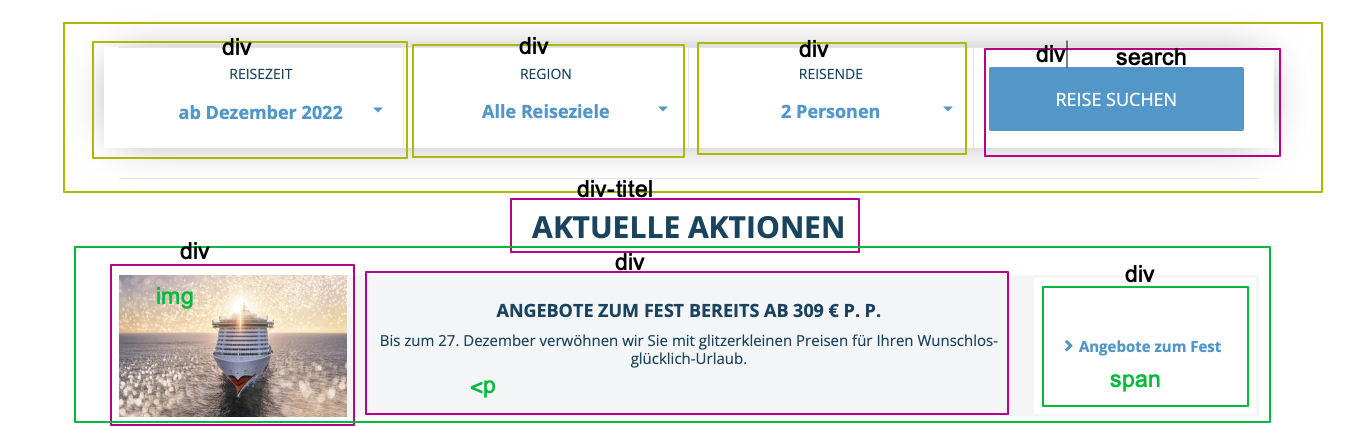 div
div
div
div
search
REISEZEIT
REGION
REISENDE
ab Dezember 2022
Alle Reiseziele
2 Personen
REISE SUCHEN
div-titel
AKTUELLE AKTIONEN
div
div
div
img
ANGEBOTE ZUM FEST BEREITS AB 309 € P. P.
Bis zum 27. Dezember verwöhnen wir Sie mit glitzerkleinen Preisen für Ihren Wunschlos-
glücklich-Urlaub.
<p
Angebote zum Fest
span